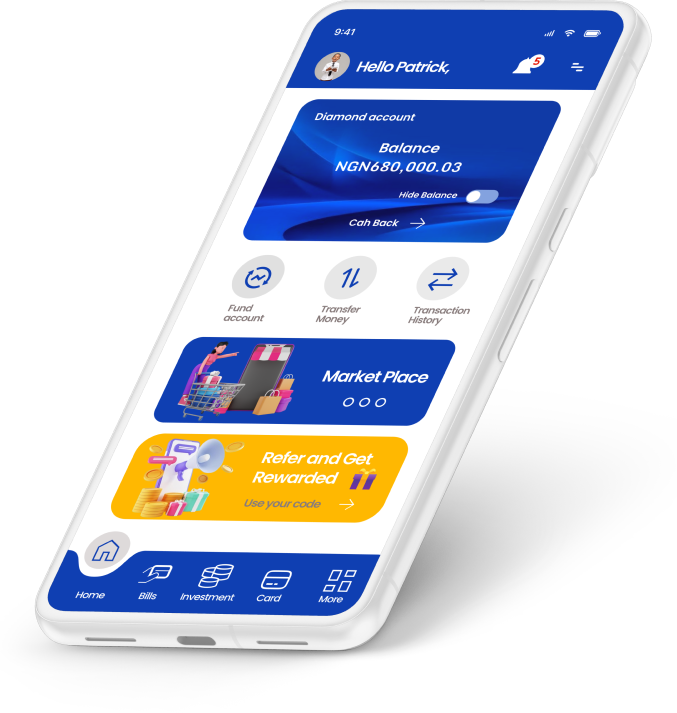 9:41
Hello Patrick,
5
Diamond account
Balance
NGN680,000.03
Hide Balance
Cah Back
Fund
account
Transfer
Money
Transaction
History
Market Place
Refer and Get
Rewarded
Use your code
Home
Bills
Investment
Card
More